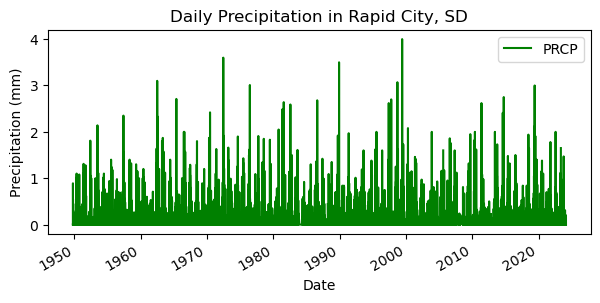 Daily Precipitation in Rapid City, SD
PRCP
Precipitation (mm)
4
3
2
1
0
1950 1960 1970 1980 1990 2000 2010 2020
Date